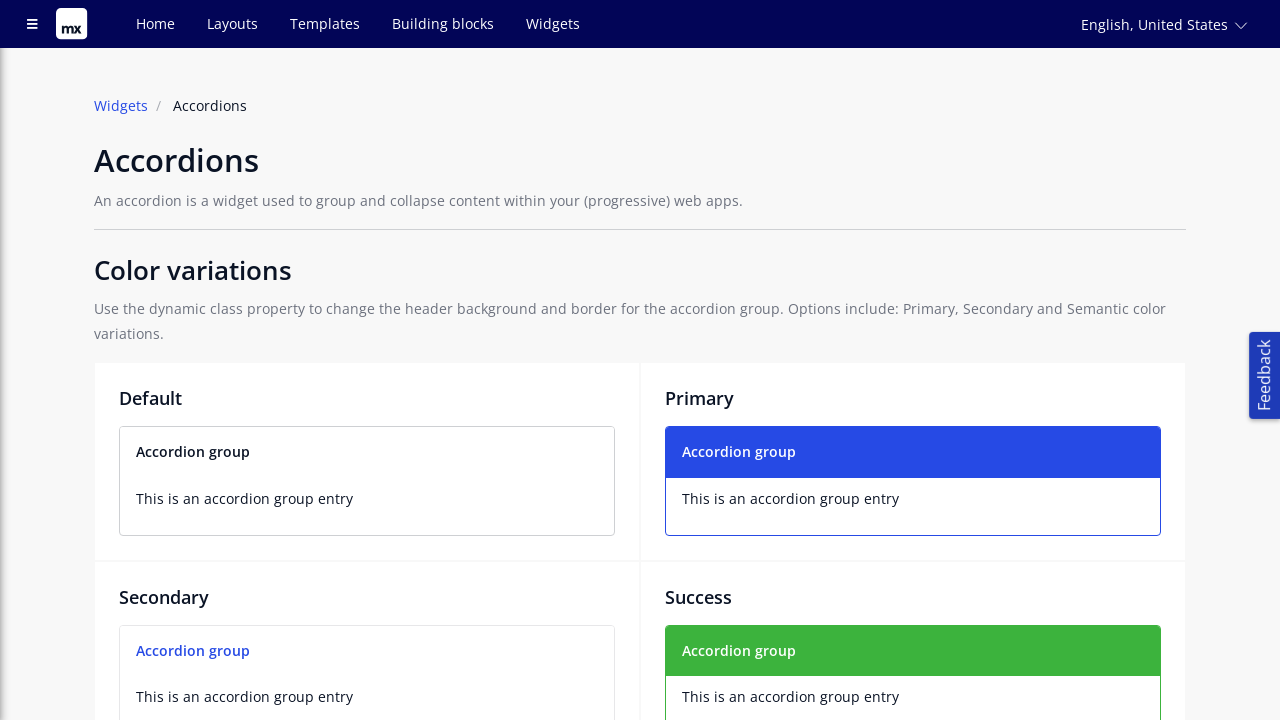 mx
Home
Layouts
Templates
Building blocks
Widgets
English, United States
Widgets / Accordions
Accordions
An accordion is a widget used to group and collapse content within your (progressive) web apps.
Color variations
Use the dynamic class property to change the header background and border for the accordion group. Options include: Primary, Secondary and Semantic color
variations.
Feedback
Default
Accordion group
This is an accordion group entry
Primary
Accordion group
This is an accordion group entry
Secondary
Accordion group
This is an accordion group entry
Success
Accordion group
This is an accordion group entry